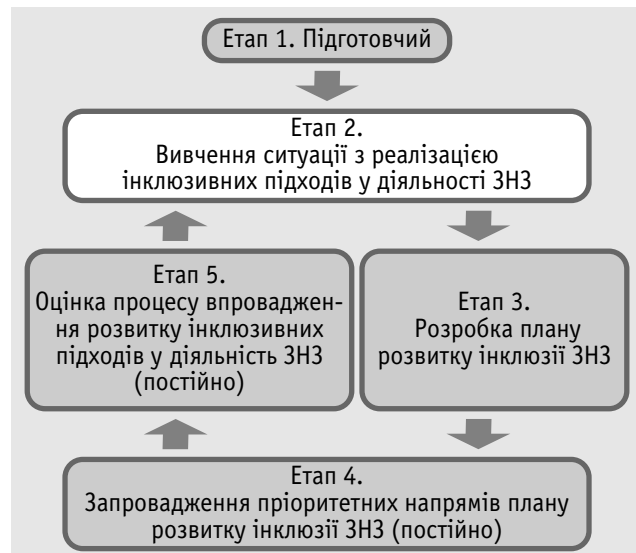 Етап 1. Підготовчий
Етап 2.
Вивчення ситуації з реалізацією
інклюзивних підходів у діяльності ЗНЗ
Етап 5.
Оцінка процесу впроваджен-
ня розвитку інклюзивних
підходів у діяльність ЗНЗ
(постійно)
Етап 3.
Розробка плану
розвитку інклюзії ЗНЗ
Етап 4.
Запровадження пріоритетних напрямів плану
розвитку інклюзії ЗНЗ (постійно)